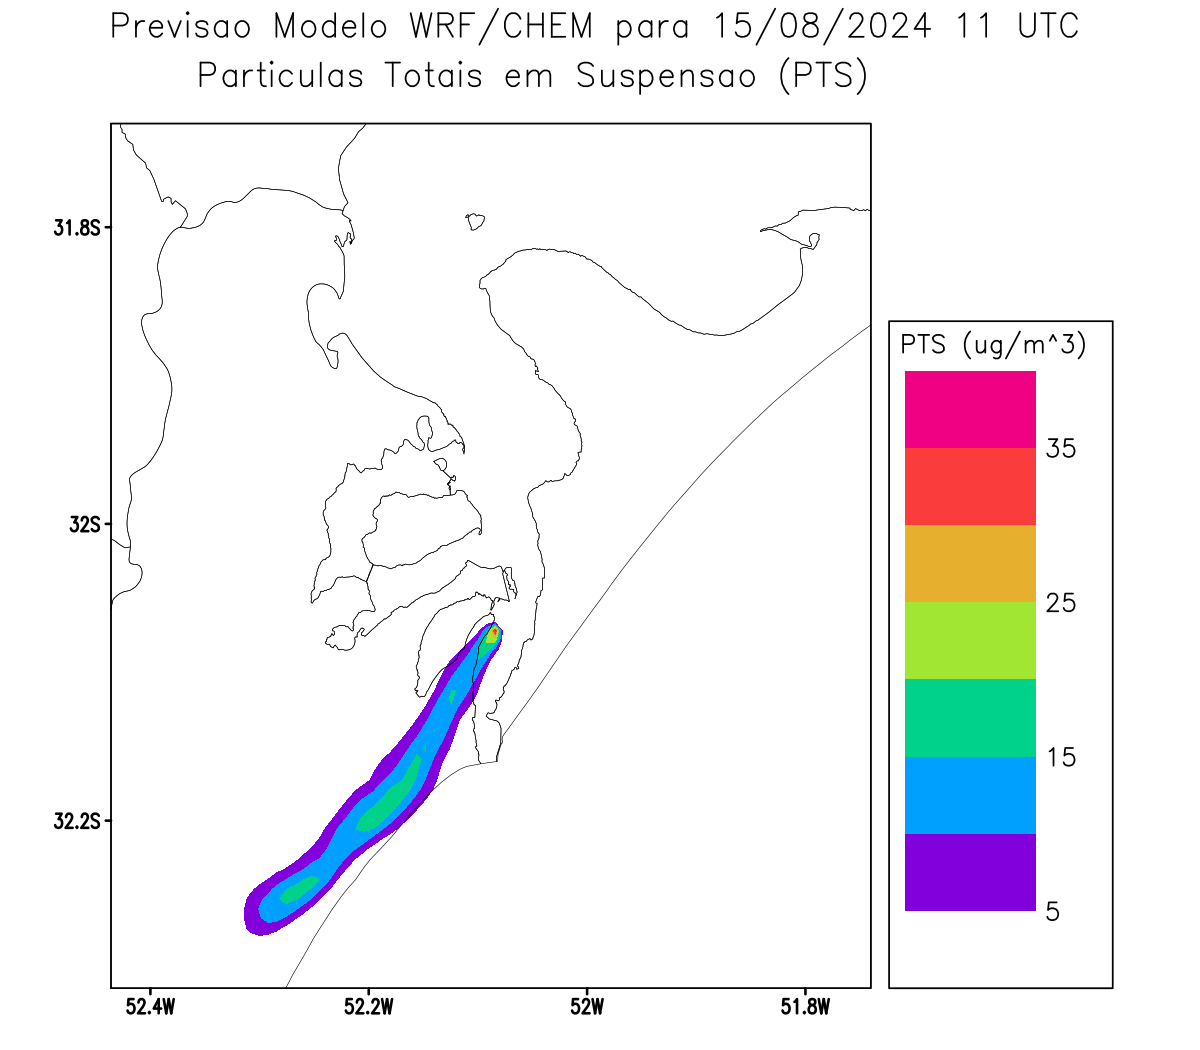 Previsao Modelo WRF/CHEM para 15/08/2024 11 UTC
Particulas Totais em Suspensao (PTS)
31.8S
32S
32.2S
52.4W
52.2W
52W
51.8W
PTS (ug/m^3)
35
25
15
5